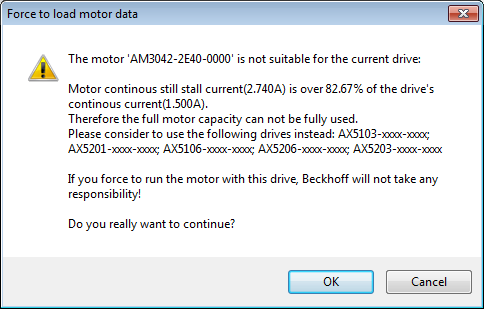 Force to load motor data
The motor 'AM3042-2E40-0000' is not suitable for the current drive:
Motor continous still stall current(2.740A) is over 82.67% of the drive's
continous current(1.500A).
Therefore the full motor capacity can not be fully used.
Please consider to use the following drives instead: AX5103-xxxx-xxxx;
AX5201-xxxx-xxxx; AX5106-xxxx-xxxx; AX5206-xxxx-xxxx; AX5203-xxxx-xxxx
If you force to run the motor with this drive, Beckhoff will not take any
responsibility!
Do you really want to continue?
OK
Cancel